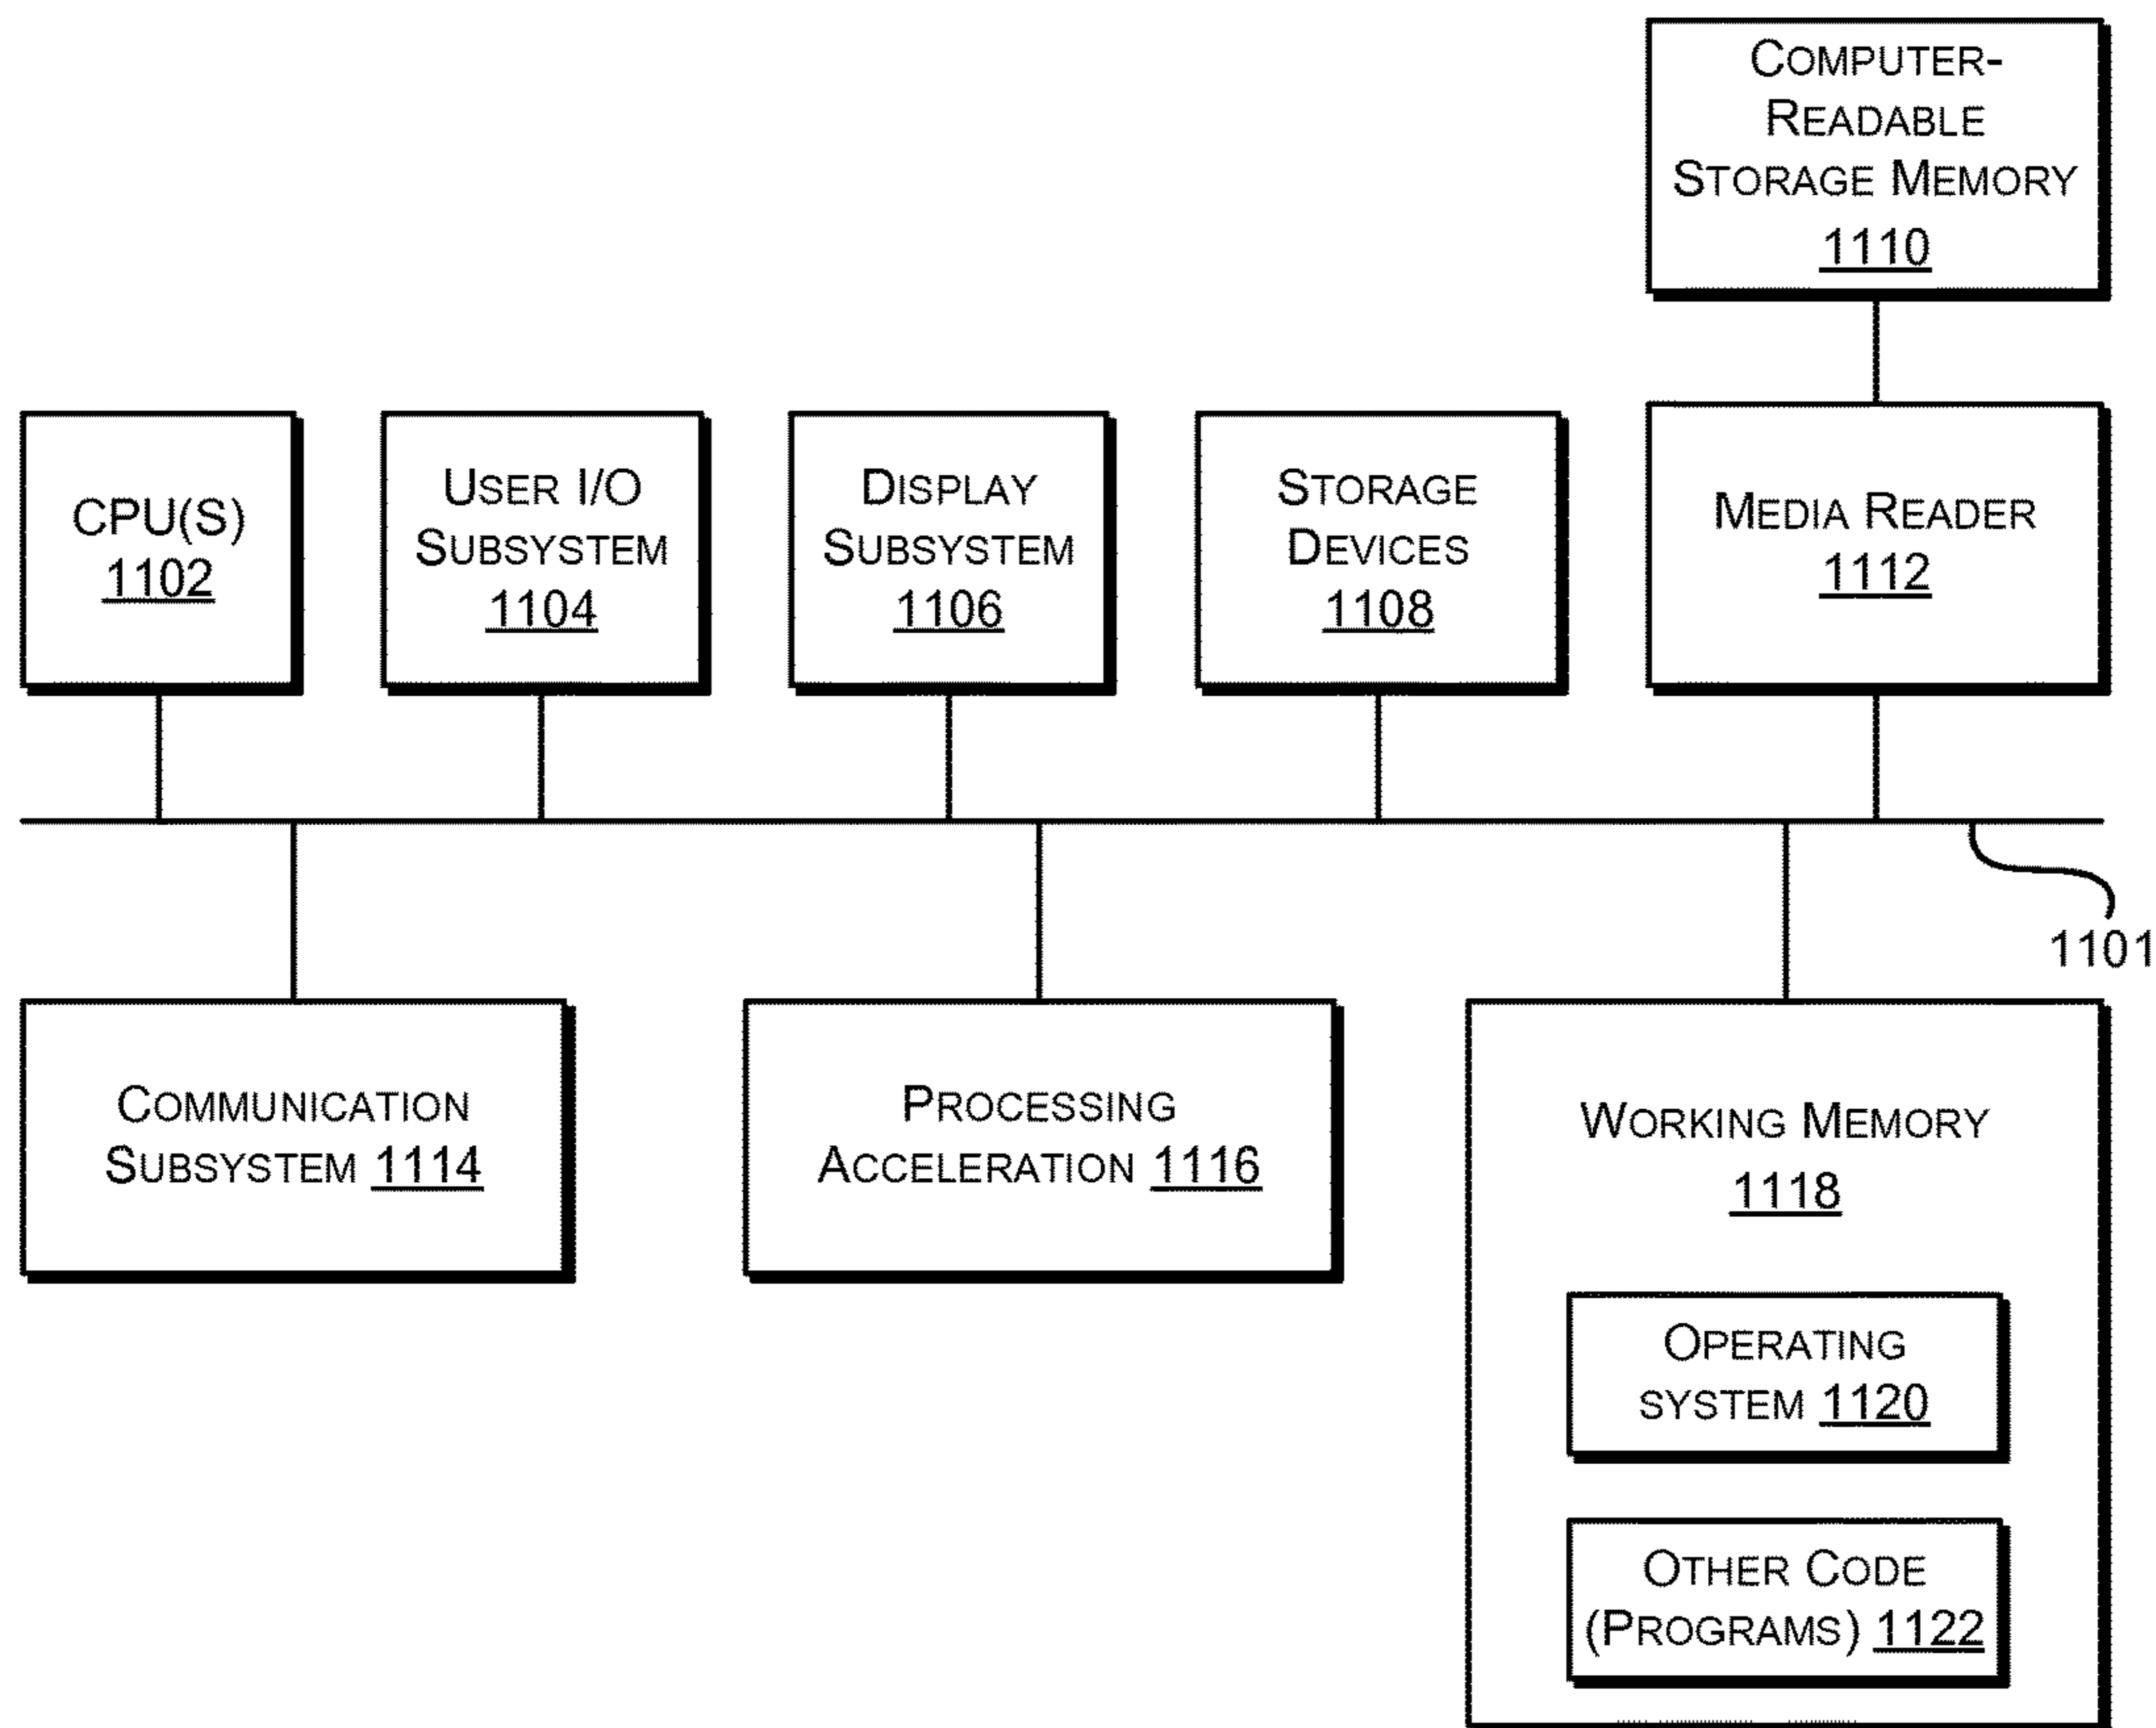 COMPUTER-
READABLE
STORAGE MEMORY
1110
CPU(S)
1102
USER I/O
SUBSYSTEM
1104
DISPLAY
SUBSYSTEM
1106
STORAGE
DEVICES
1108
MEDIA READER
1112
1101
COMMUNICATION
SUBSYSTEM 1114
PROCESSING
ACCELERATION 1116
WORKING MEMORY
1118
OPERATING
SYSTEM 1120
OTHER CODE
(PROGRAMS) 1122